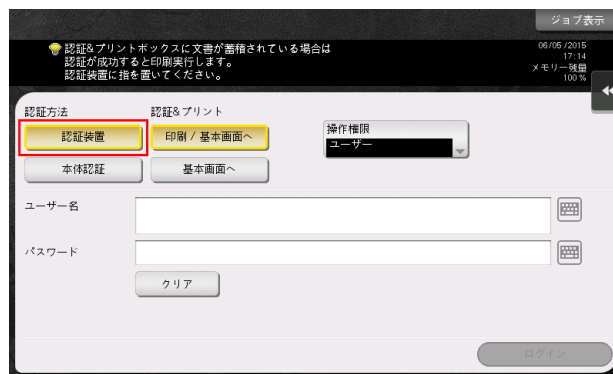 ジョブ表示
認証&プリントボックスに文書が蓄積されている場合は
認証が成功すると印刷実行します。
認証装置に指を置いてください。
06/05/2015
17:14
メモリー残量
100%
認証方法
認証&プリント
認証装置
印刷 / 基本画面へ
操作権限
ユーザー
本体認証
基本画面へ
ユーザー名
パスワード
クリア
ログイン